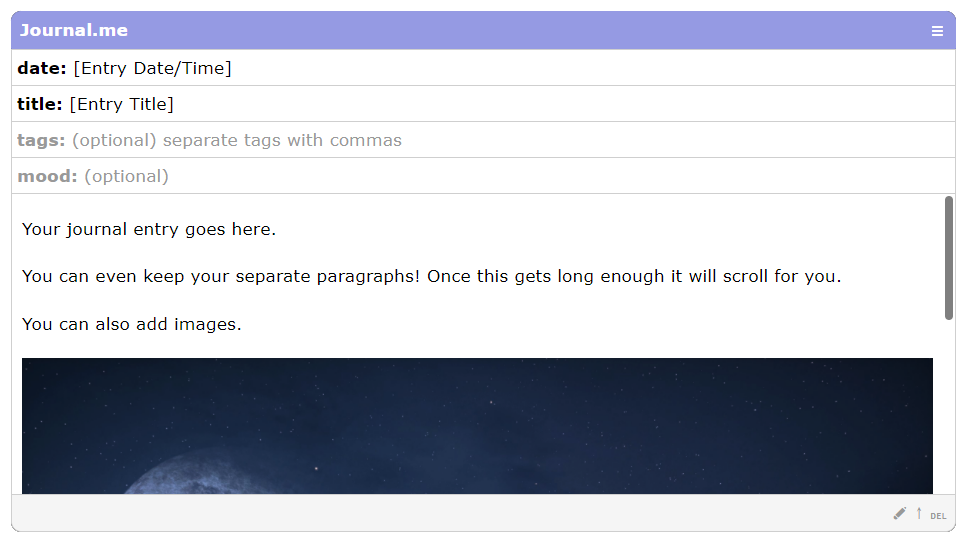 Journal.me
date: [Entry Date/Time]
title: [Entry Title]
tags: (optional) separate tags with commas
mood: (optional)
Your journal entry goes here.
You can even keep your separate paragraphs! Once this gets long enough it will scroll for you.
You can also add images.
DEL